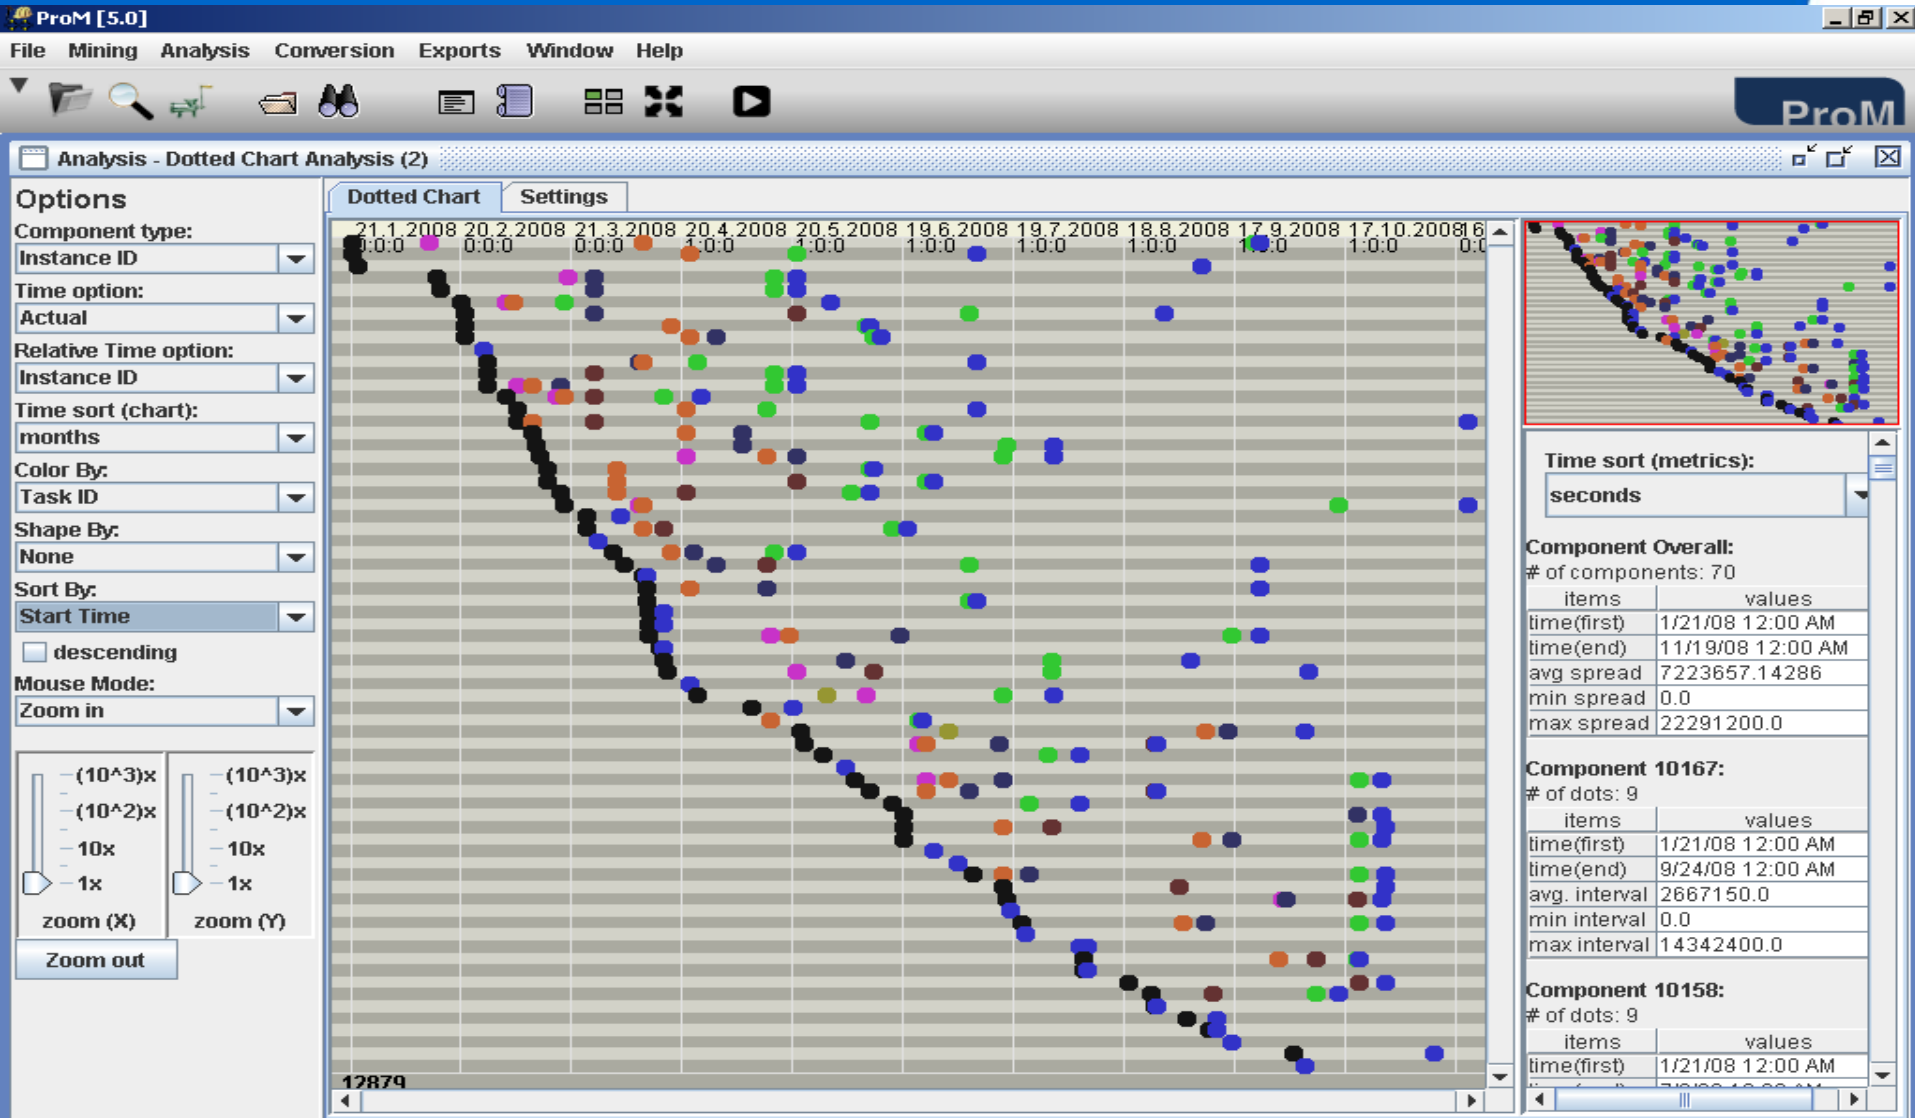 ProM [5.0]
File Mining Analysis Conversion Exports Window Help
ProM
Analysis - Dotted Chart Analysis (2)
Options
Component type:
Instance ID
Time option:
Actual
Relative Time option:
Instance ID
Time sort (chart):
months
Color By:
Task ID
Shape By:
None
Sort By:
Start Time
descending
Mouse Mode:
Zoom in
(10^3)x
(10^2)x
10x
1x
zoom (X)
(10^3)x
(10^2)x
10x
1x
zoom (Y)
Zoom out
Dotted Chart Settings
21.1.2008 20.2.2008 21.3.2008 20.4.2008 20.5.2008 19.6.2008 19.7.2008 18.8.2008 17.9.2008 17.10.2008 16
0:0:0 0:0:0 1:0:0 1:0:0 1:0:0 1:0:0 1:0:0 1:0:0
12879
Time sort (metrics):
seconds
Component Overall:
# of components: 70
items values
time(first) 1/21/08 12:00 AM
time(end) 11/19/08 12:00 AM
avg spread 7223657.14286
min spread 0.0
max spread 22291200.0
Component 10167:
# of dots: 9
items values
time(first) 1/21/08 12:00 AM
time(end) 9/24/08 12:00 AM
avg. interval 2667150.0
min interval 0.0
max interval 14342400.0
Component 10158:
# of dots: 9
items values
time(first) 1/21/08 12:00 AM